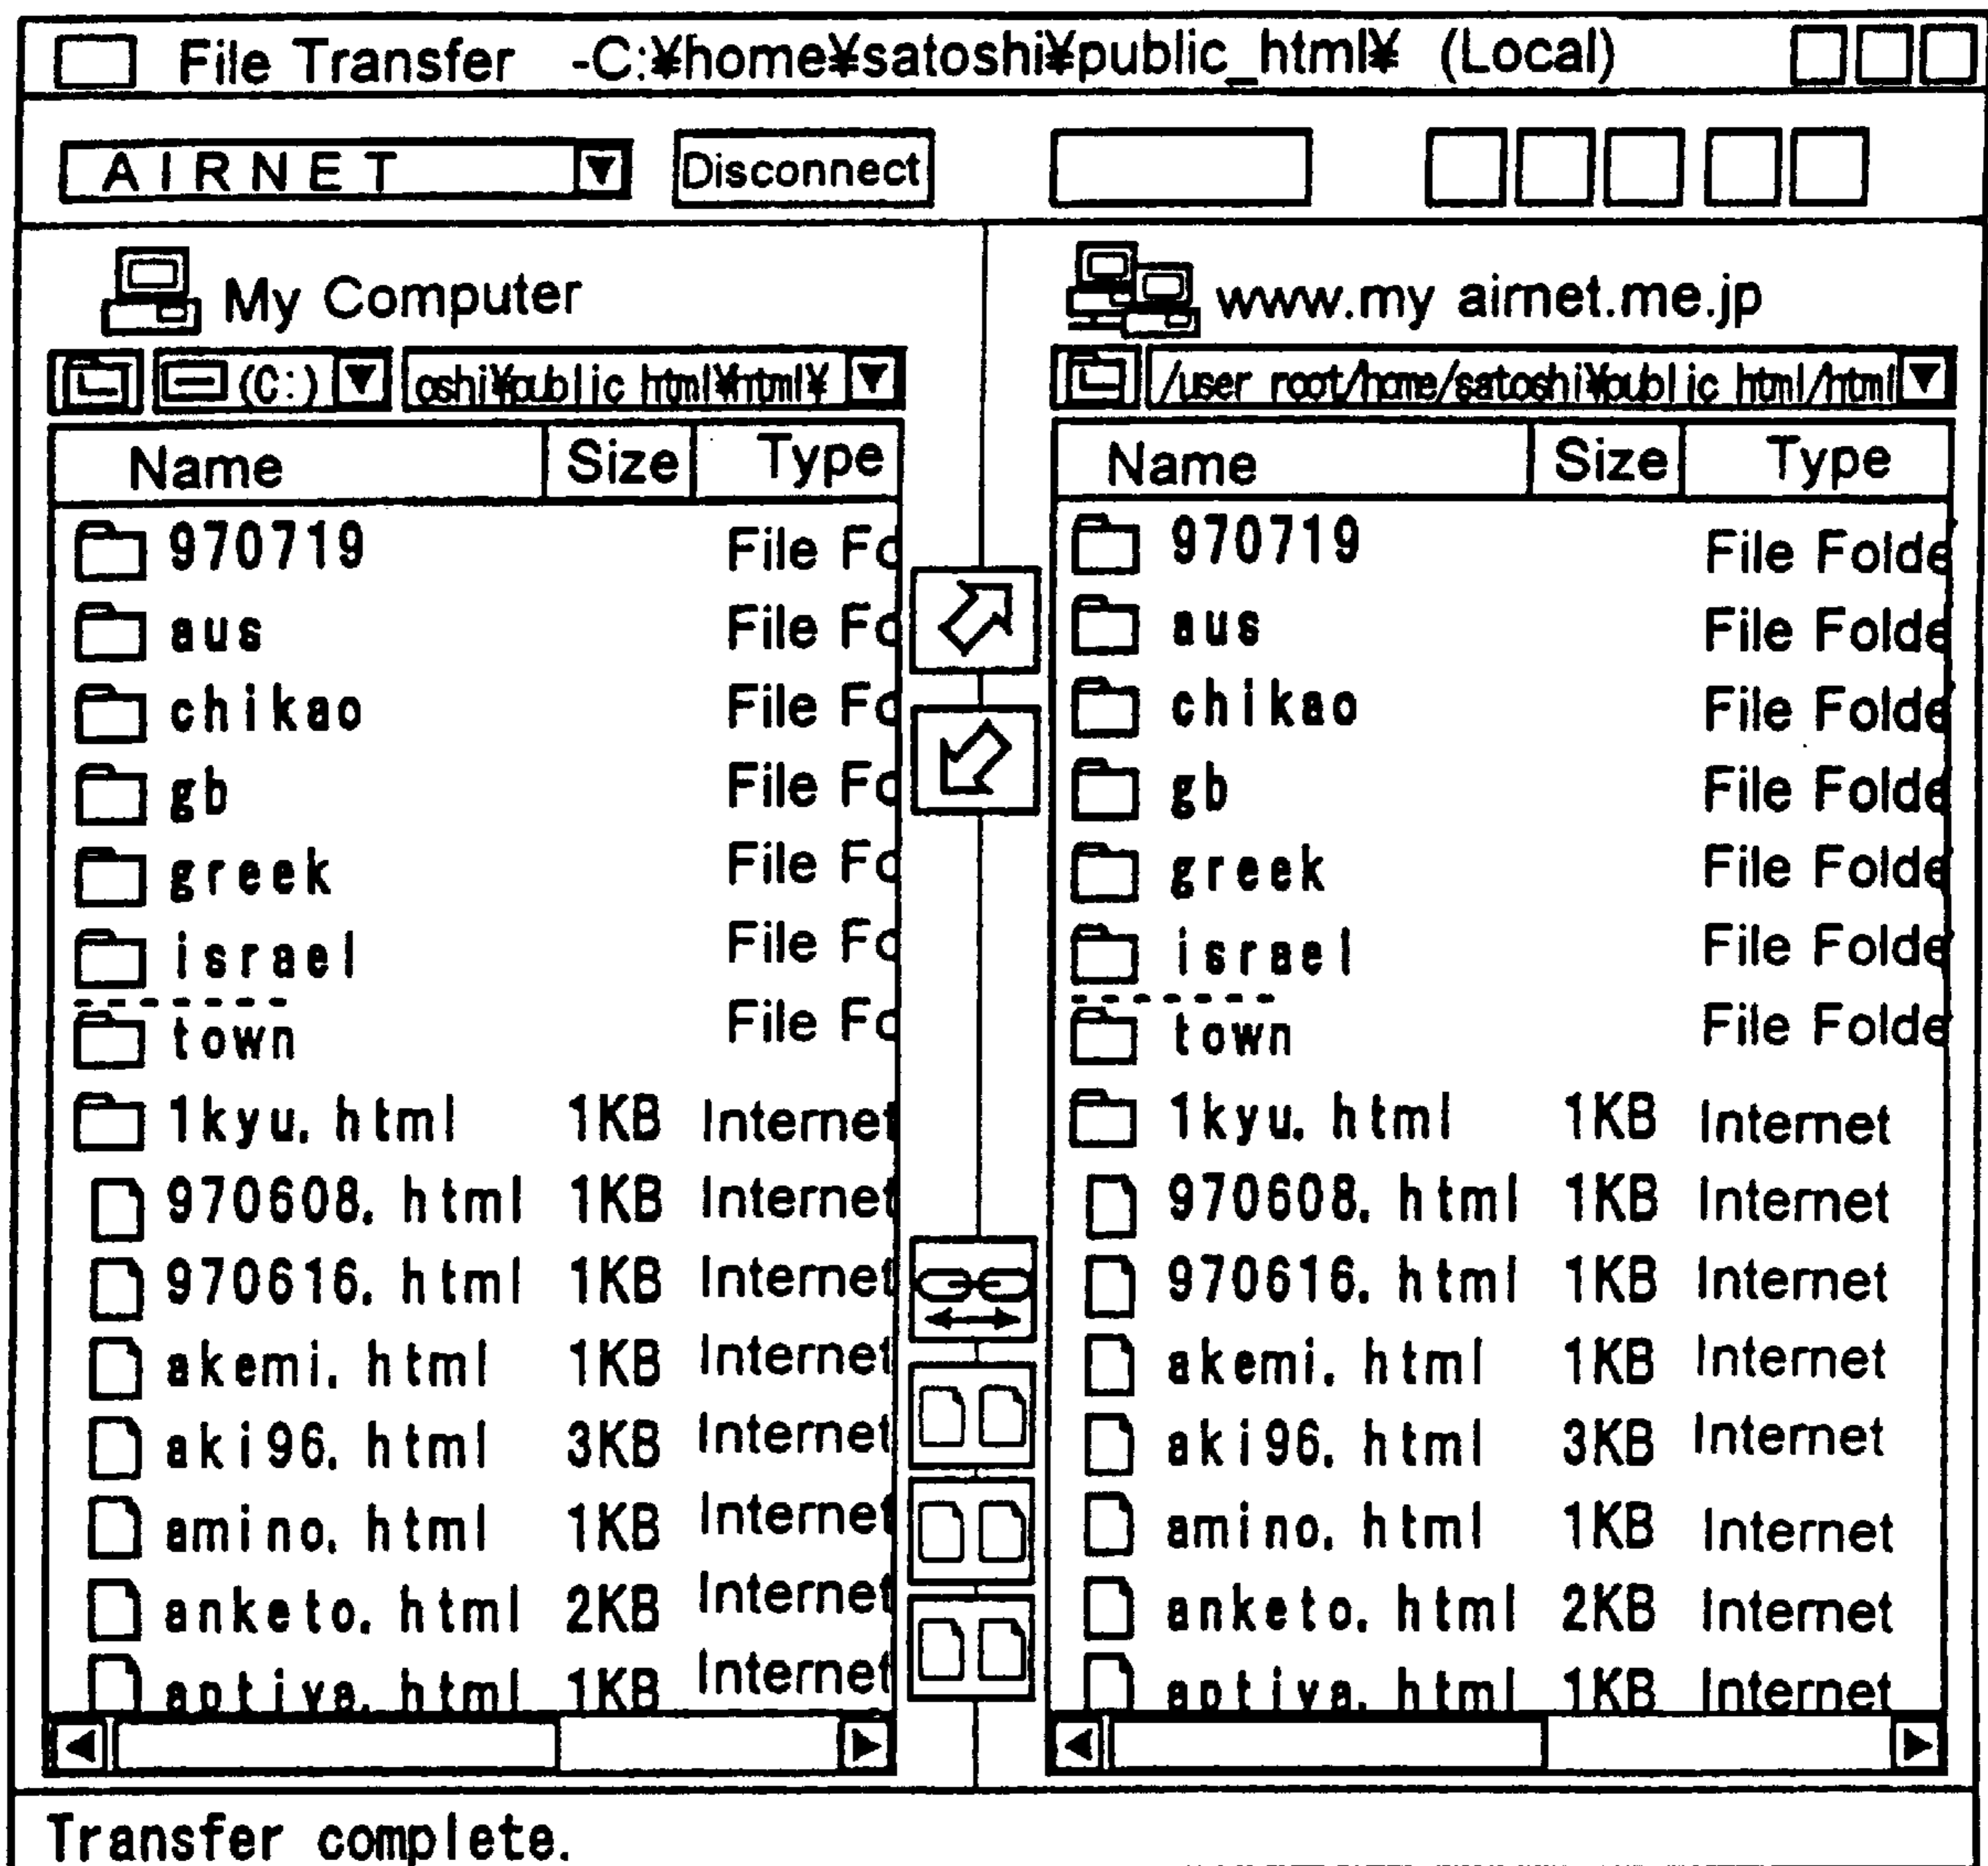 File Transfer -C:¥home¥satoshi¥public_html¥ (Local)
AIRNET Disconnect
My Computer
(C:) oshi¥public html¥html¥
Name Size Type
970719 File Fo
aus File Fo
chikao File Fo
gb File Fo
greek File Fo
israel File Fo
town File Fo
1kyu.html 1KB Internet
970608.html 1KB Internet
970616.html 1KB Internet
akemi.html 1KB Internet
aki96.html 3KB Internet
amino.html 1KB Internet
anketo.html 2KB Internet
aptiva.html 1KB Internet
www.my airnet.me.jp
/user root/home/satoshi¥public html/html
Name Size Type
970719 File Folde
aus File Folde
chikao File Folde
gb File Folde
greek File Folde
israel File Folde
town File Folde
1kyu.html 1KB Internet
970608.html 1KB Internet
970616.html 1KB Internet
akemi.html 1KB Internet
aki96.html 3KB Internet
amino.html 1KB Internet
anketo.html 2KB Internet
aptiva.html 1KB Internet
Transfer complete.